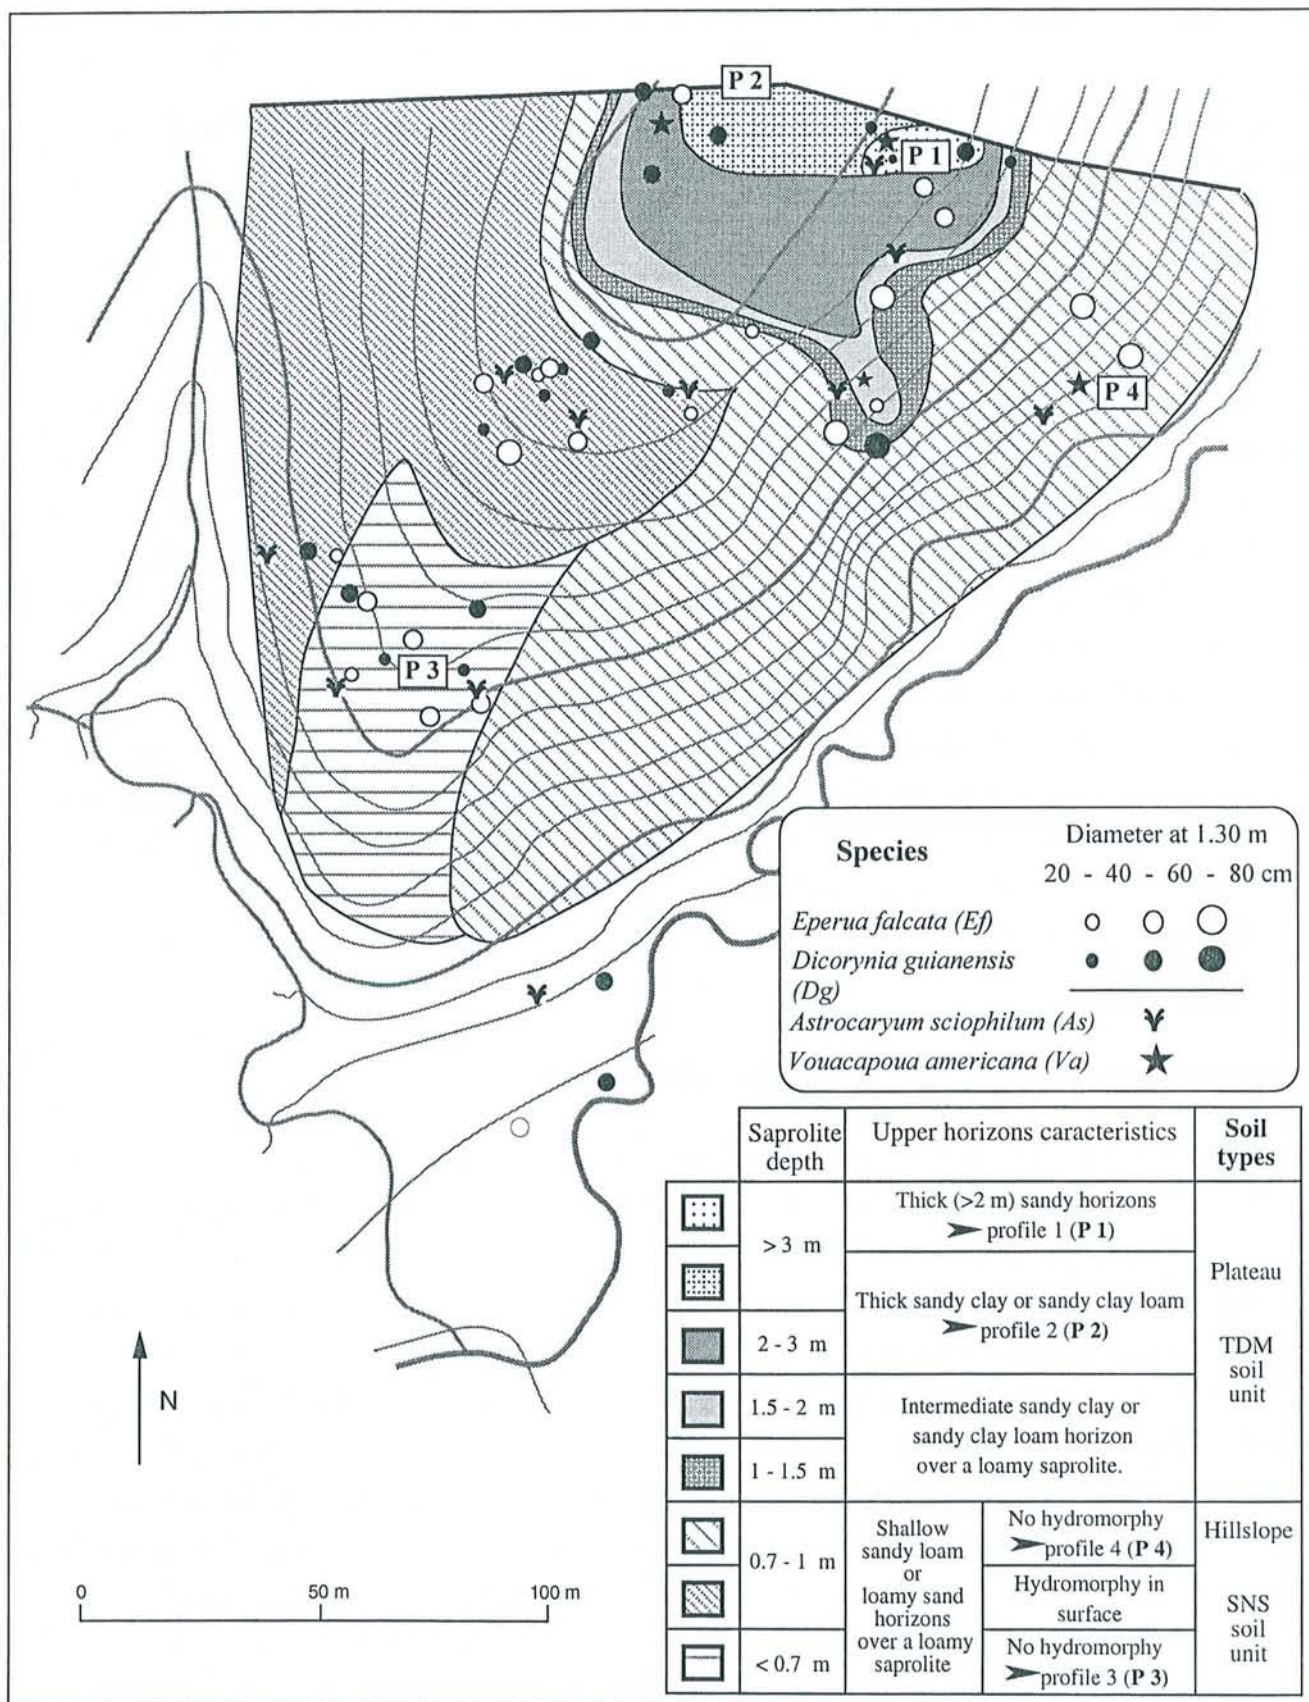 P 2
P 1
P 4
P 3
Species
Diameter at 1.30 m
20 - 40 - 60 - 80 cm
Eperua falcata (Ef)
Dicorynia guianensis
(Dg)
Astrocaryum sciophilum (As)
Vouacapoua americana (Va)
Saprolite
depth
Upper horizons caracteristics
Soil
types
> 3 m
Thick (>2 m) sandy horizons
profile 1 (P 1)
Thick sandy clay or sandy clay loam
profile 2 (P 2)
Plateau
2 - 3 m
TDM
soil
unit
1.5 - 2 m
Intermediate sandy clay or
sandy clay loam horizon
over a loamy saprolite.
1 - 1.5 m
0.7 - 1 m
Shallow
sandy loam
or
loamy sand
horizons
over a loamy
saprolite
No hydromorphy
profile 4 (P 4)
Hydromorphy in
surface
Hillslope
SNS
soil
unit
< 0.7 m
No hydromorphy
profile 3 (P 3)
N
0 50 m 100 m